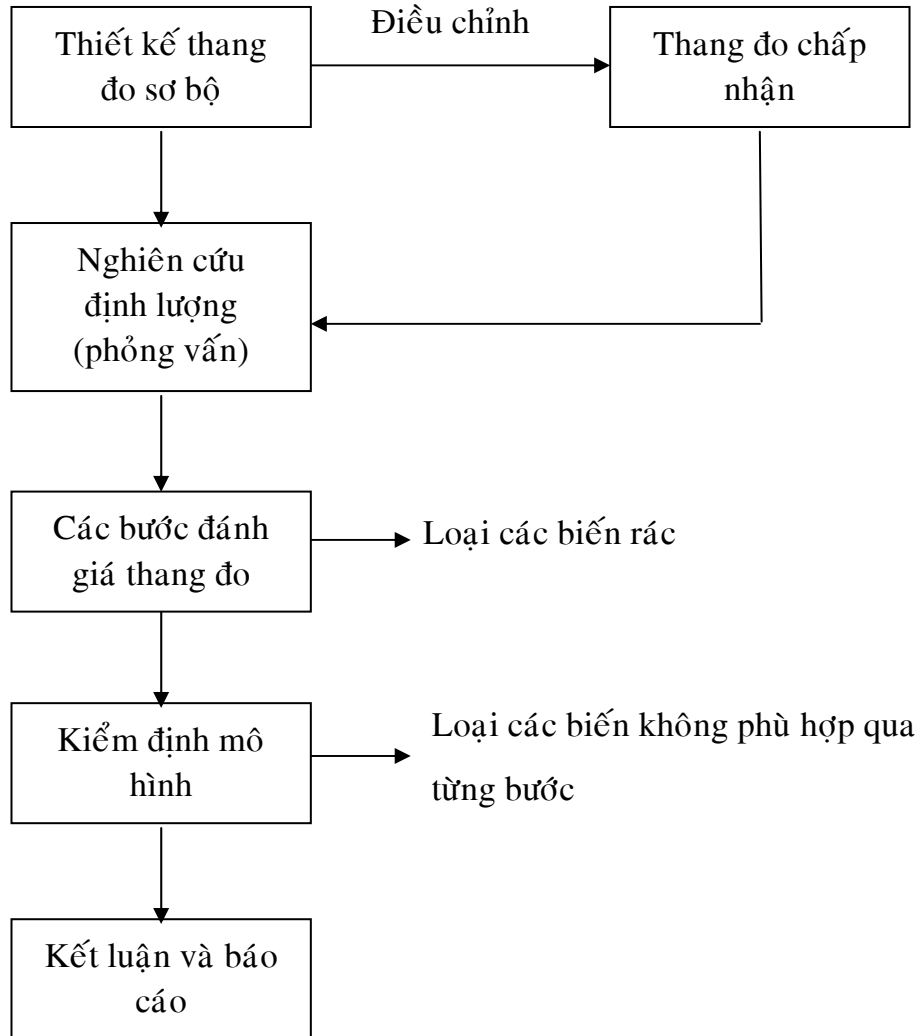 Thiết kế thang
đo sơ bộ
Điều chỉnh
Thang đo chấp
nhận
Nghiên cứu
định lượng
(phỏng vấn)
Các bước đánh
giá thang đo
Loại các biến rác
Kiểm định mô
hình
Loại các biến không phù hợp qua
từng bước
Kết luận và báo
cáo